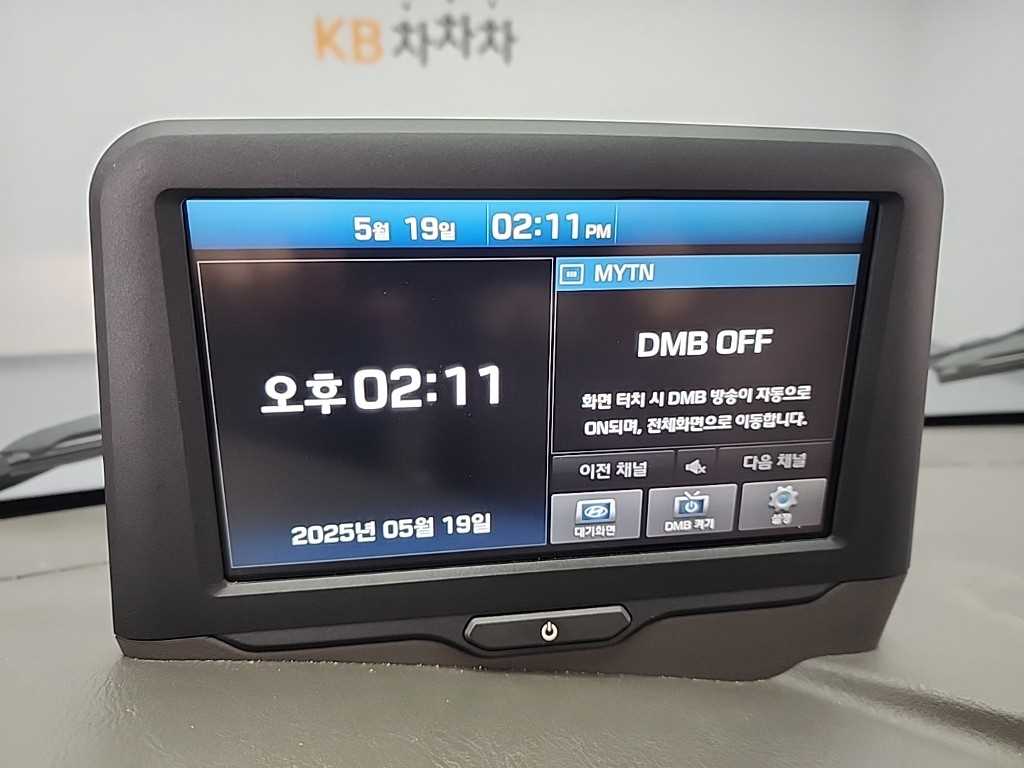 KB 차차차
5월 19일 02:11 PM
오후 02:11
2025년 05월 19일
MYTN
DMB OFF
화면 터치 시 DMB 방송이 자동으로
ON되며, 전체화면으로 이동합니다.
이전 채널 다음 채널
대기화면 DMB 켜기 설정